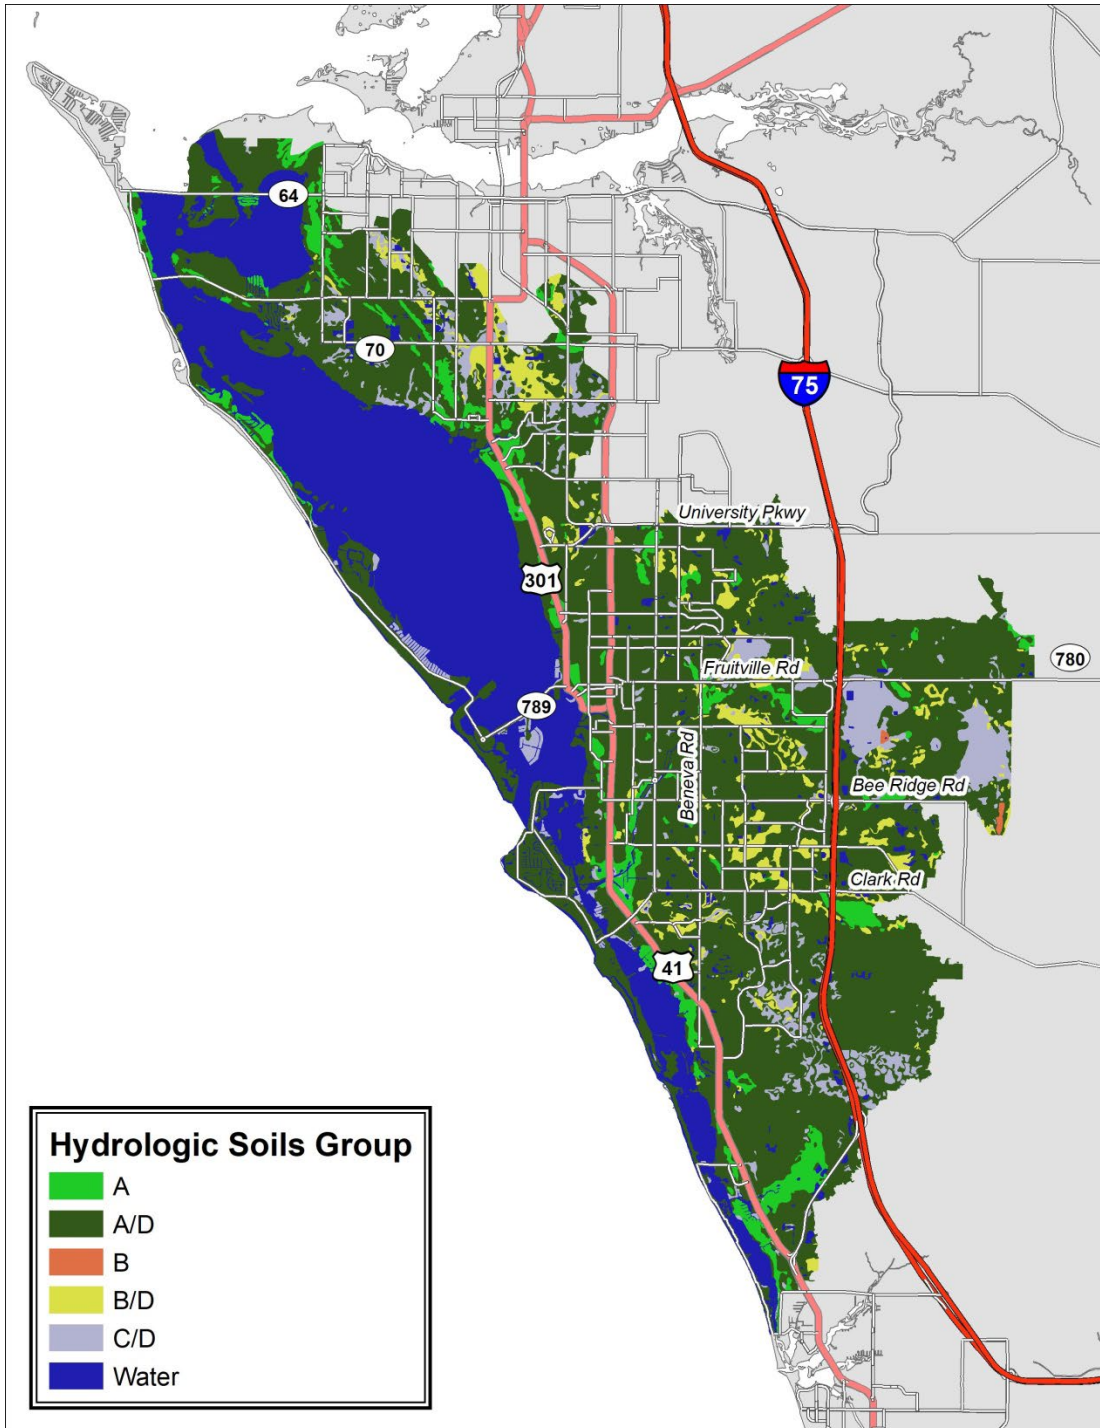 64
70
75
University Pkwy
301
780
Fruitville Rd
789
Beneva Rd
Bee Ridge Rd
Clark Rd
41
Hydrologic Soils Group
A
A/D
B
B/D
C/D
Water